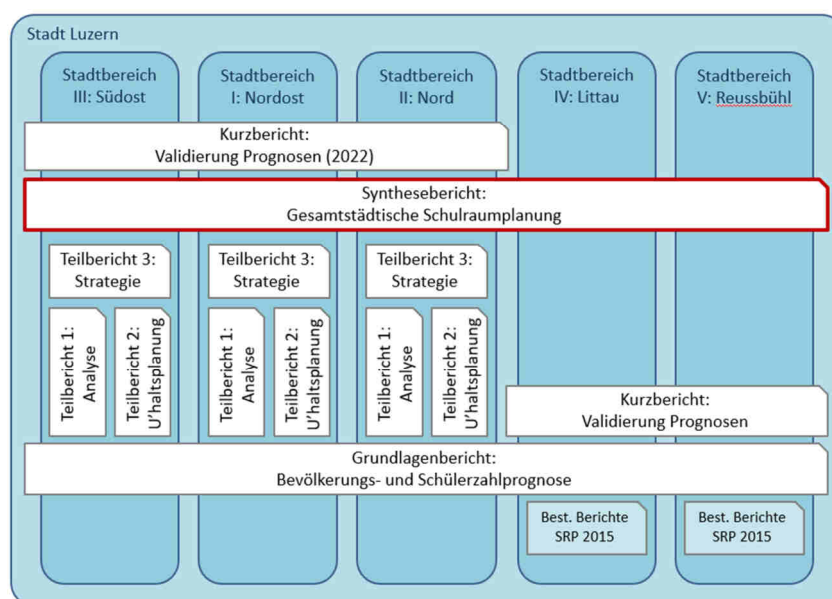 Stadt Luzern
Stadtbereich
III: Südost
Stadtbereich
I: Nordost
Stadtbereich
II: Nord
Stadtbereich
IV: Littau
Stadtbereich
V: Reussbühl
Kurzbericht:
Validierung Prognosen (2022)
Synthesebericht:
Gesamtstädtische Schulraumplanung
Teilbericht 3:
Strategie
Teilbericht 3:
Strategie
Teilbericht 3:
Strategie
Teilbericht 1:
Analyse
Teilbericht 2:
U'haltsplanung
Teilbericht 1:
Analyse
Teilbericht 2:
U'haltsplanung
Teilbericht 1:
Analyse
Teilbericht 2:
U'haltsplanung
Kurzbericht:
Validierung Prognosen
Grundlagenbericht:
Bevölkerungs- und Schülerzahlprognose
Best. Berichte
SRP 2015
Best. Berichte
SRP 2015